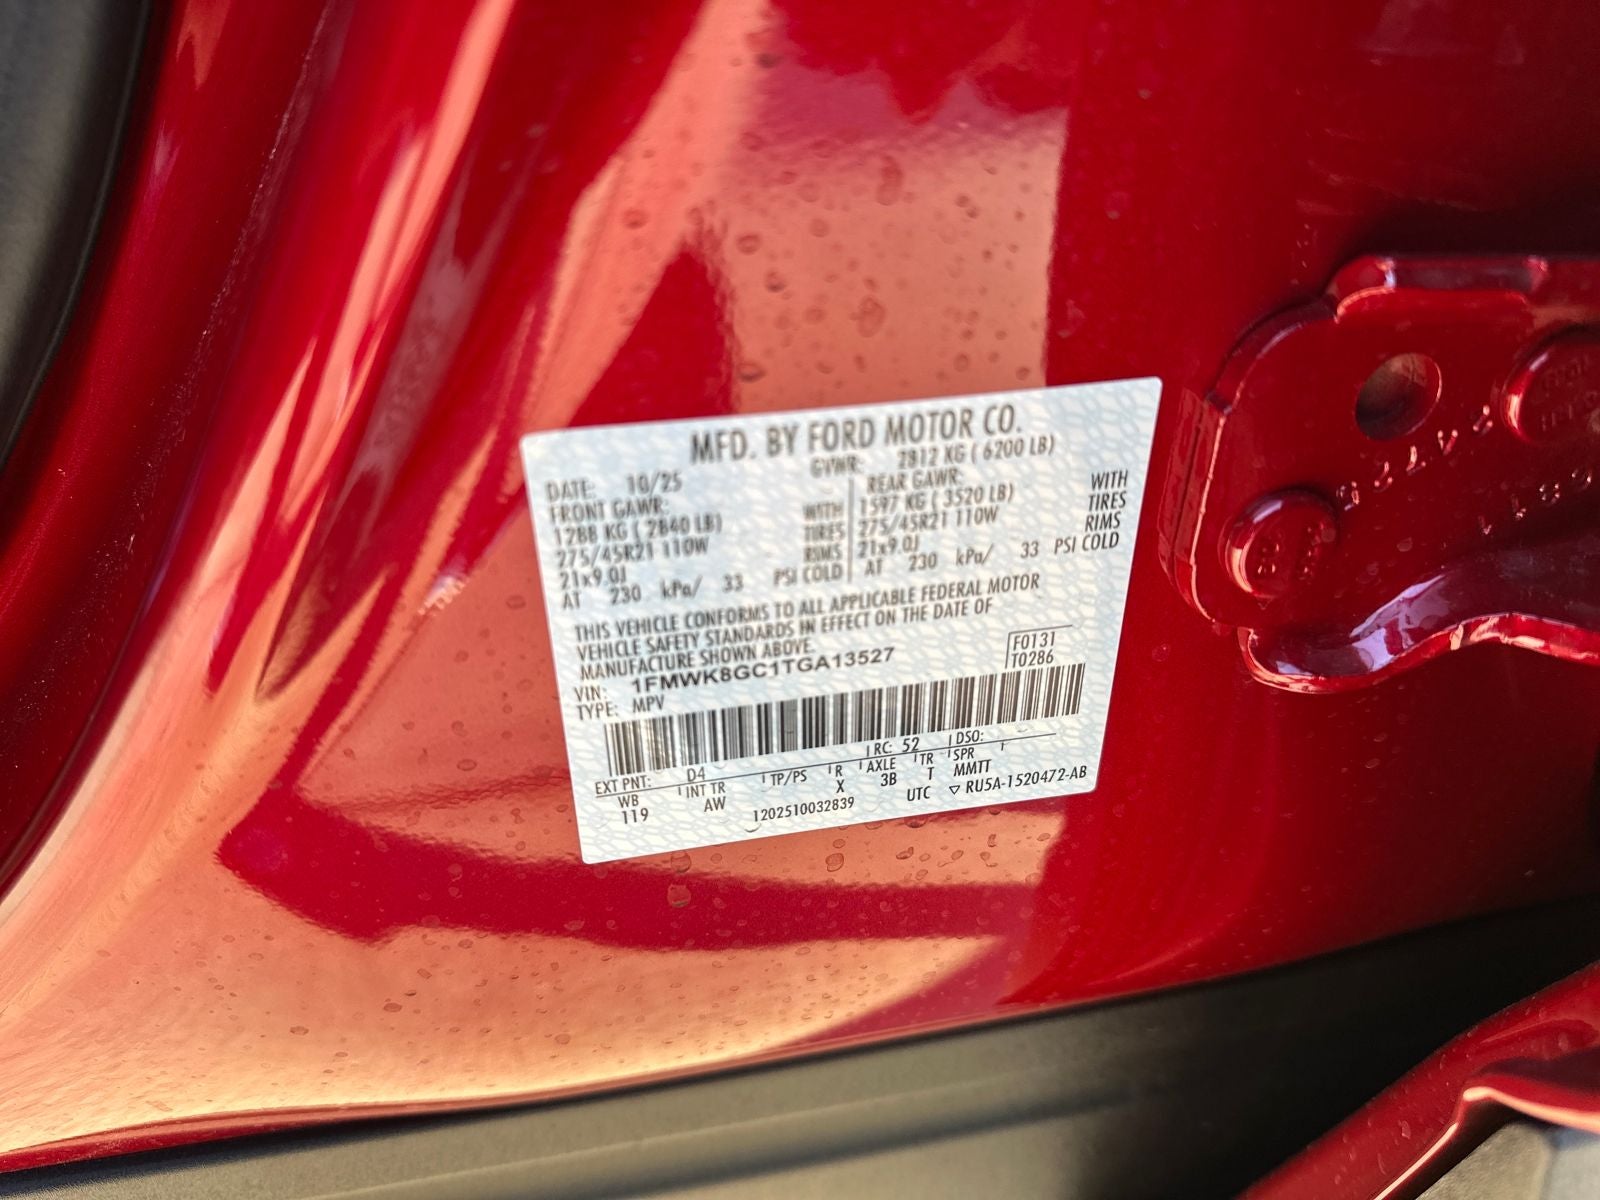 MFD. BY FORD MOTOR CO.
DATE: 10/25 GVWR: 2812 KG ( 6200 LB)
FRONT GAWR: REAR GAWR:
1288 KG ( 2840 LB) WITH 1597 KG ( 3520 LB) WITH
275/45R21 110W TIRES 275/45R21 110W TIRES
21x9.0J RIMS 21x9.0J RIMS
AT 230 kPa/ 33 PSI COLD AT 230 kPa/ 33 PSI COLD
THIS VEHICLE CONFORMS TO ALL APPLICABLE FEDERAL MOTOR
VEHICLE SAFETY STANDARDS IN EFFECT ON THE DATE OF
MANUFACTURE SHOWN ABOVE.
VIN: 1FMWK8GC1TGA13527 F0131
TYPE: MPV T0286
EXT PNT: D4 RC: 52 DSO:
WB INT TR TP/PS R AXLE TR SPR
119 AW X 3B T MMTT
1202510032839 UTC ▽ RU5A-1520472-AB